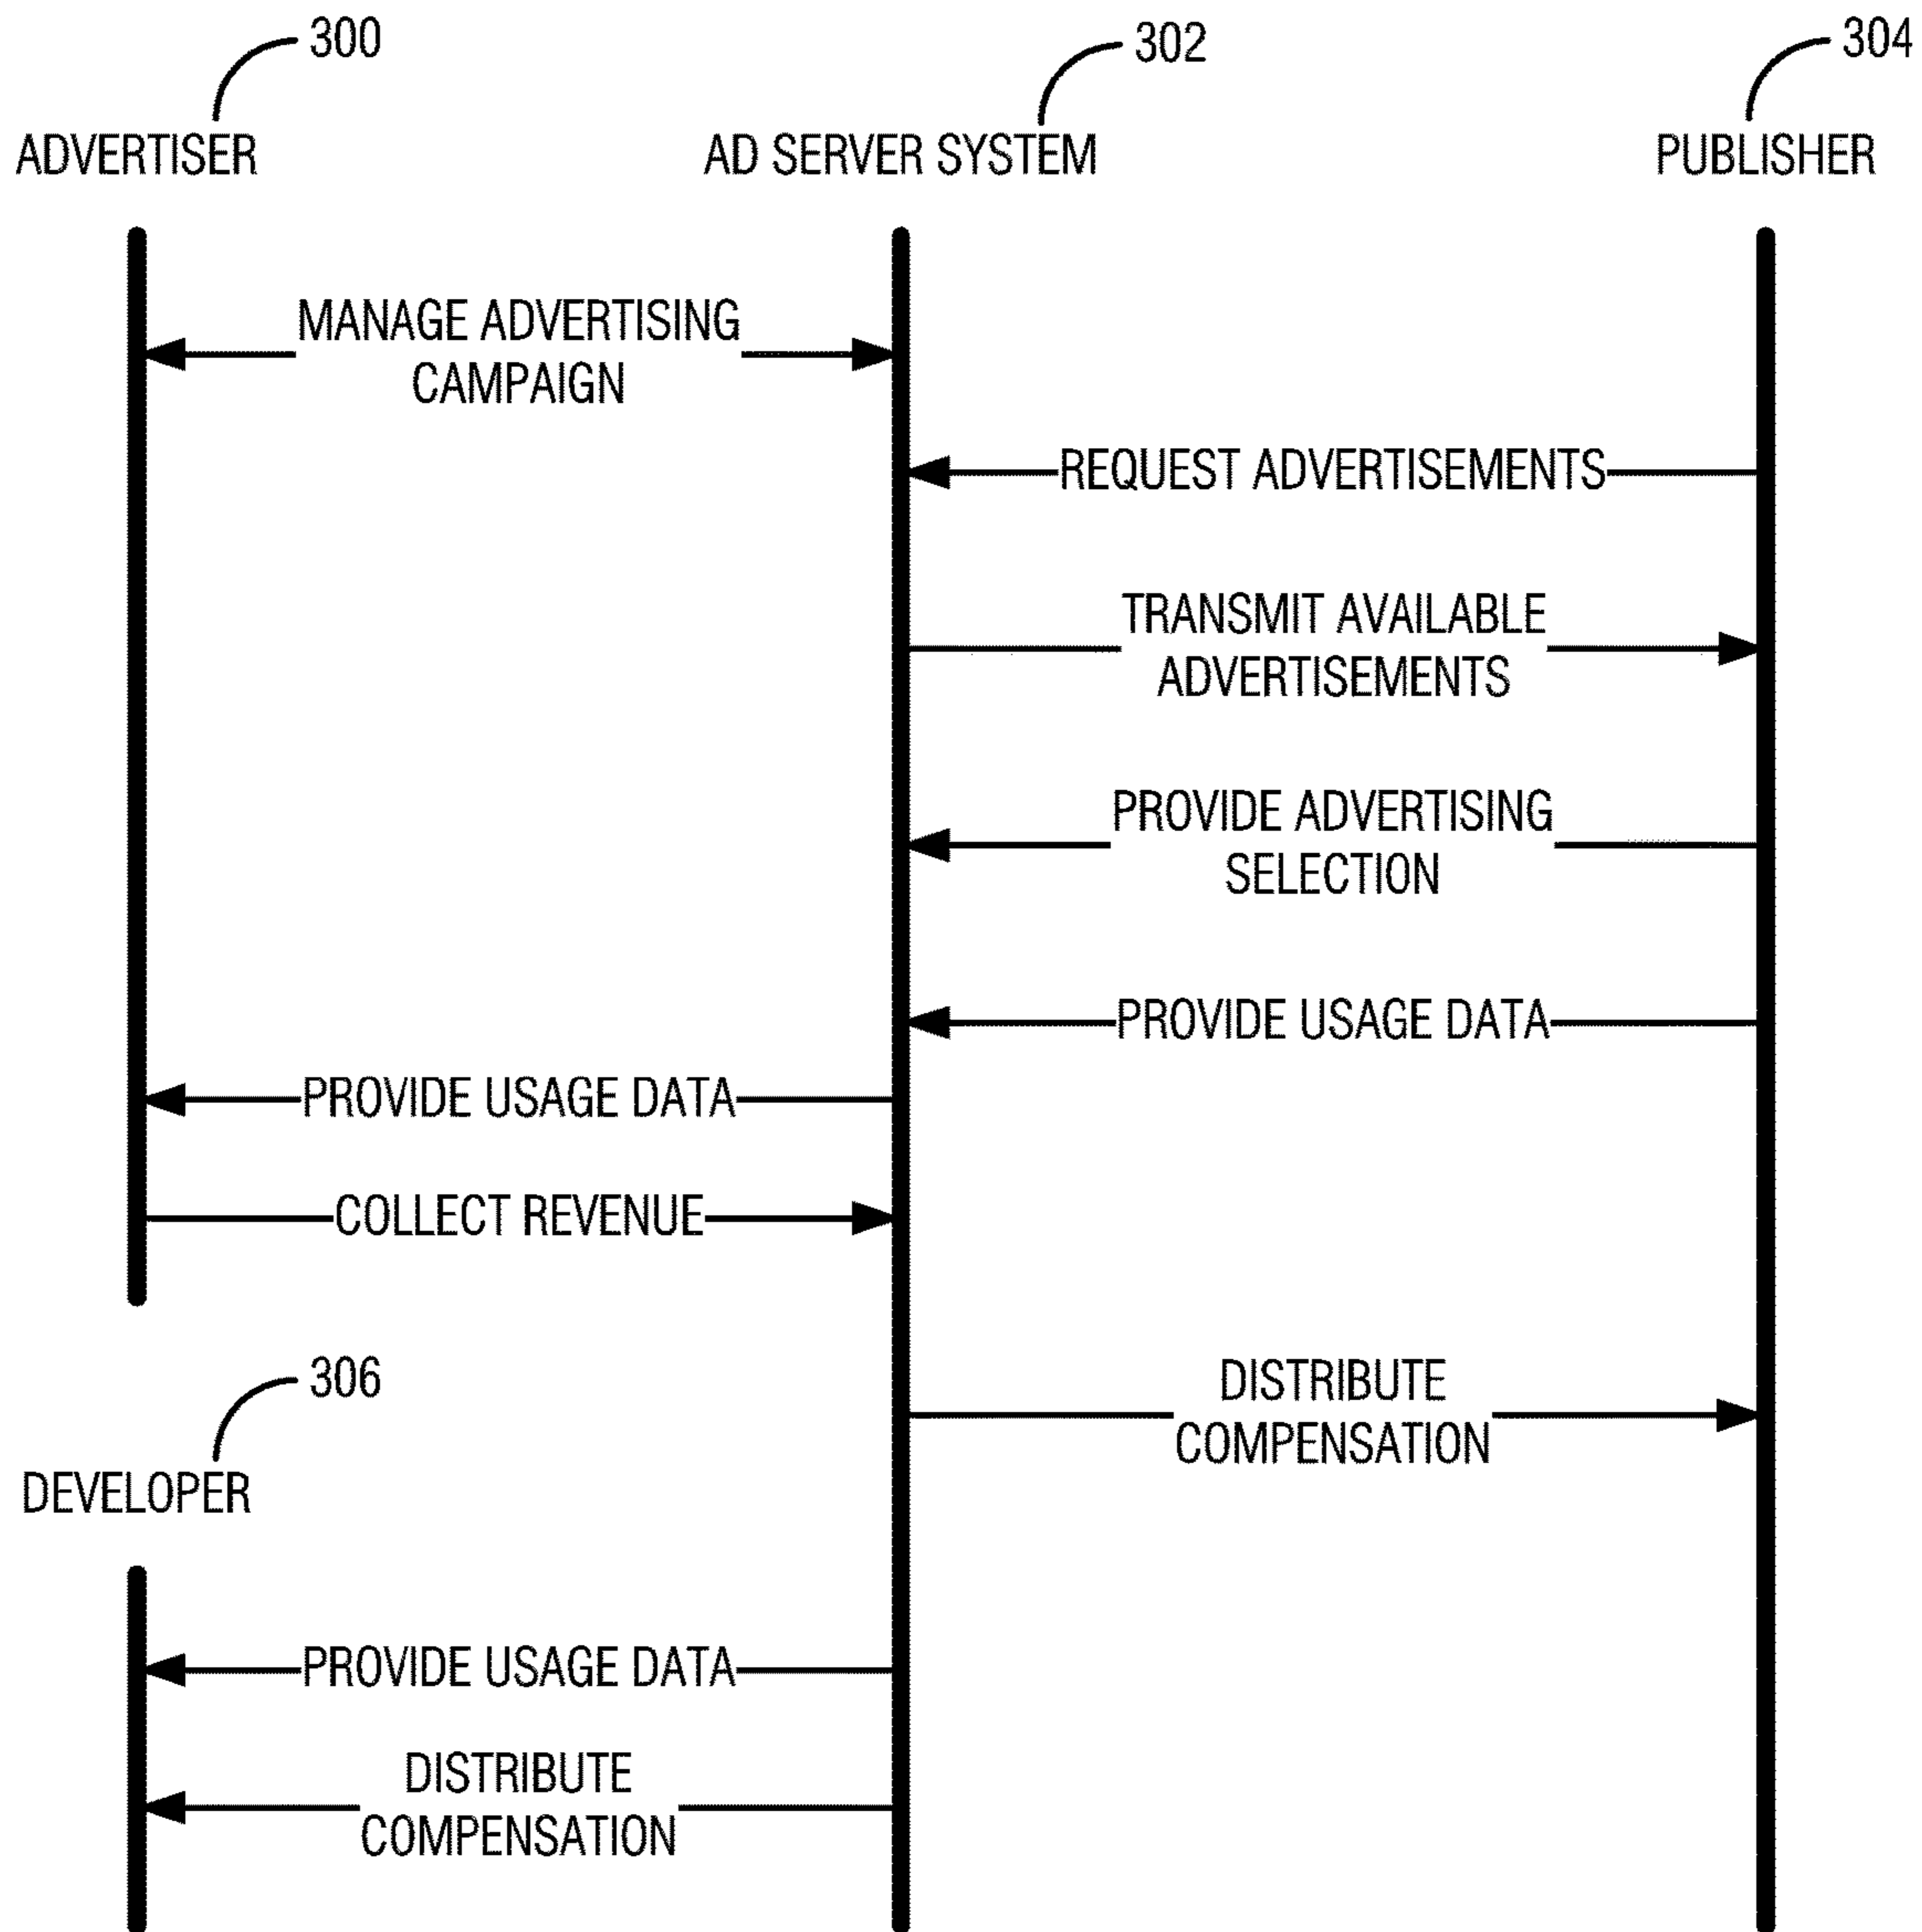 300
302
304
ADVERTISER
AD SERVER SYSTEM
PUBLISHER
MANAGE ADVERTISING
CAMPAIGN
REQUEST ADVERTISEMENTS
TRANSMIT AVAILABLE
ADVERTISEMENTS
PROVIDE ADVERTISING
SELECTION
PROVIDE USAGE DATA
PROVIDE USAGE DATA
COLLECT REVENUE
306
DISTRIBUTE
COMPENSATION
DEVELOPER
PROVIDE USAGE DATA
DISTRIBUTE
COMPENSATION